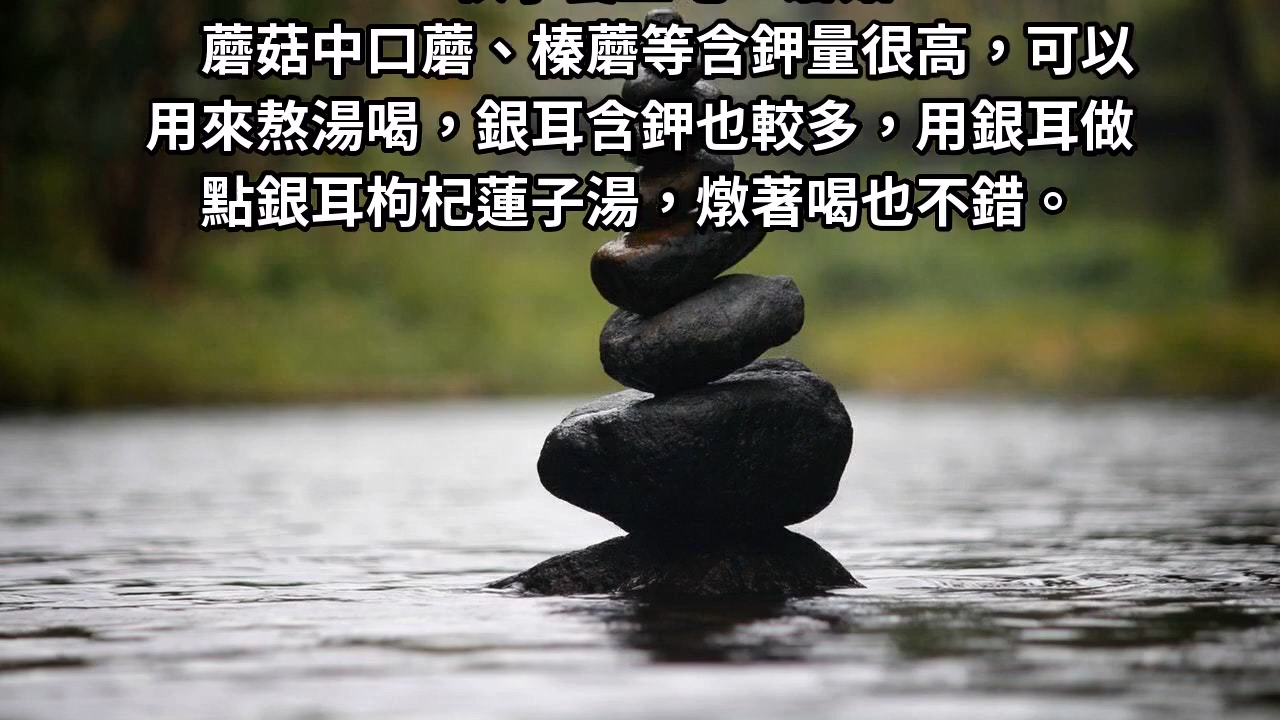 蘑菇中口蘑、榛蘑等含鉀量很高，可以
用來熬湯喝，銀耳含鉀也較多，用銀耳做
點銀耳枸杞蓮子湯，燉著喝也不錯。